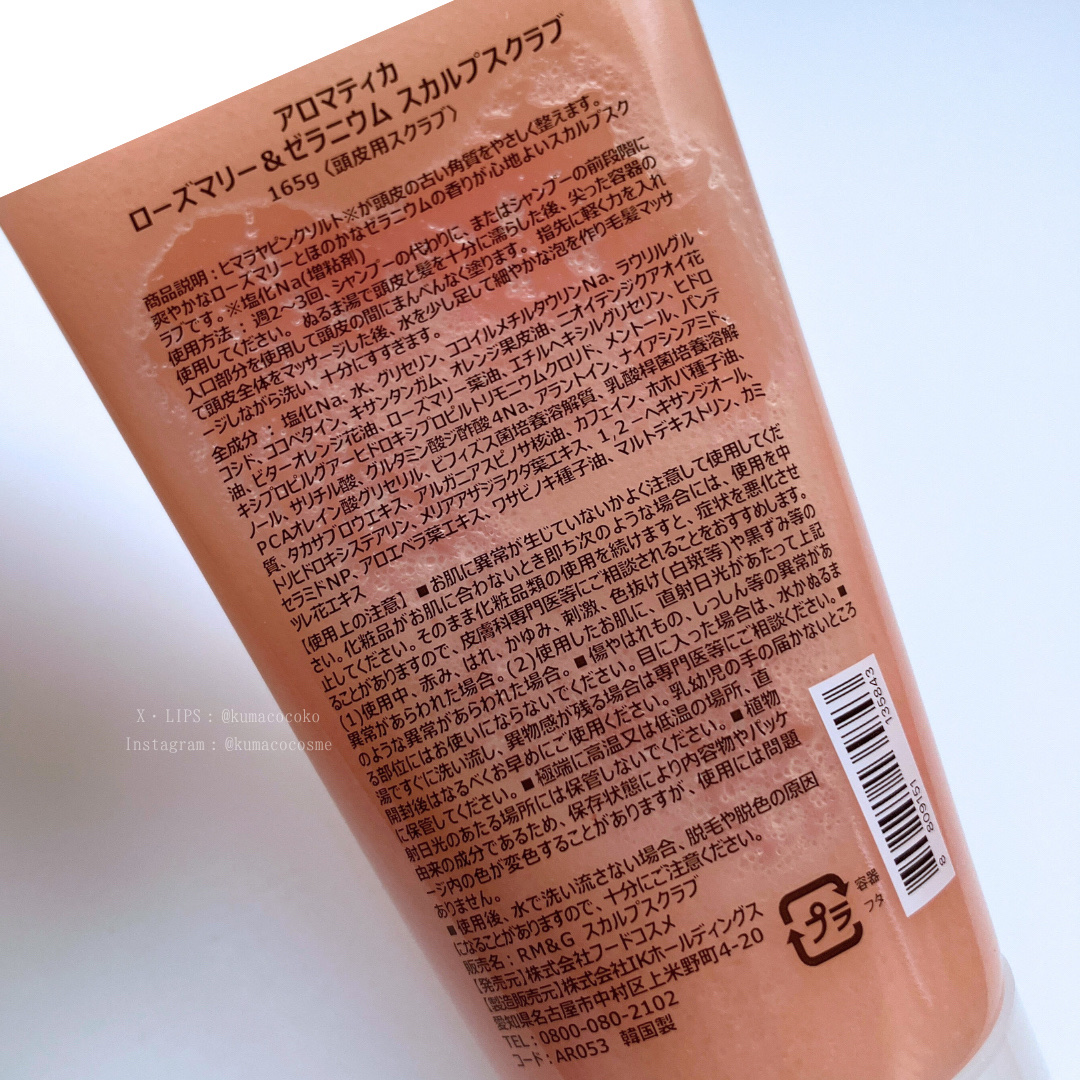 アロマティカ
ローズマリー&ゼラニウム スカルプスクラブ
165g〈頭皮用スクラブ〉
商品説明：ヒマラヤピンクソルト※が頭皮の古い角質をやさしく整えます。
爽やかなローズマリーとほのかなゼラニウムの香りが心地よいスカルプスク
ラブです。※塩化Na(増粘剤)
使用方法：週2〜3回、シャンプーの代わりに、またはシャンプーの前段階に
使用してください。ぬるま湯で頭皮と髪を十分に濡らした後、尖った容器の
入口部分を使用して頭皮の間にまんべんなく塗ります。指先に軽く力を入れ
て頭皮全体をマッサージした後、水を少し足して細やかな泡を作り毛髪マッサ
ージしながら洗い、十分にすすぎます。
全成分：塩化Na、水、グリセリン、ココイルメチルタウリンNa、ラウリルグル
コシド、ココベタイン、キサンタンガム、オレンジ果皮油、ニオイテンジクアオイ花
油、ビターオレンジ花油、ローズマリー葉油、エチルヘキシルグリセリン、ヒドロ
キシプロピルグアーヒドロキシプロピルトリモニウムクロリド、メントール、パンテ
ノール、サリチル酸、グルタミン酸ジ酢酸4Na、アラントイン、ナイアシンアミド、
PCAオレイン酸グリセリル、ビフィズス菌培養溶解質、乳酸桿菌培養溶解
質、タカサブロウエキス、アルガニアスピノサ核油、カフェイン、ホホバ種子油、
トリヒドロキシステアリン、メリアアザジラクタ葉エキス、1,2-ヘキサンジオール、
セラミドNP、アロエベラ葉エキス、ワサビノキ種子油、マルトデキストリン、カミ
ツレ花エキス
【使用上の注意】■お肌に異常が生じていないかよく注意して使用してくだ
さい。化粧品がお肌に合わないとき即ち次のような場合には、使用を中
止してください。そのまま化粧品類の使用を続けますと、症状を悪化させ
ることがありますので、皮膚科専門医等にご相談されることをおすすめします。
(1)使用中、赤み、はれ、かゆみ、刺激、色抜け(白斑等)や黒ずみ等の
異常があらわれた場合。(2)使用したお肌に、直射日光があたって上記
のような異常があらわれた場合。■傷やはれもの、しっしん等の異常があ
る部位にはお使いにならないでください。目に入った場合は、水かぬるま
湯ですぐに洗い流し、異物感が残る場合は専門医等にご相談ください。■
開封後はなるべくお早めにご使用ください。乳幼児の手の届かないところ
に保管してください。■極端に高温又は低温の場所、直
射日光のあたる場所には保管しないでください。■植物
由来の成分であるため、保存状態により内容物やパッケ
ージ内の色が変色することがありますが、使用には問題
ありません。
■使用後、水で洗い流さない場合、脱毛や脱色の原因
になることがありますので、十分にご注意ください。
販売名：RM&G スカルプスクラブ
【発売元】株式会社フードコスメ
【製造販売元】株式会社IKホールディングス
愛知県名古屋市中村区上米野町4-20
TEL：0800-080-2102
コード：AR053 韓国製
プラ
容器
フタ
8 809151 135843
X・LIPS：@kumacocoko
Instagram：@kumacocosme